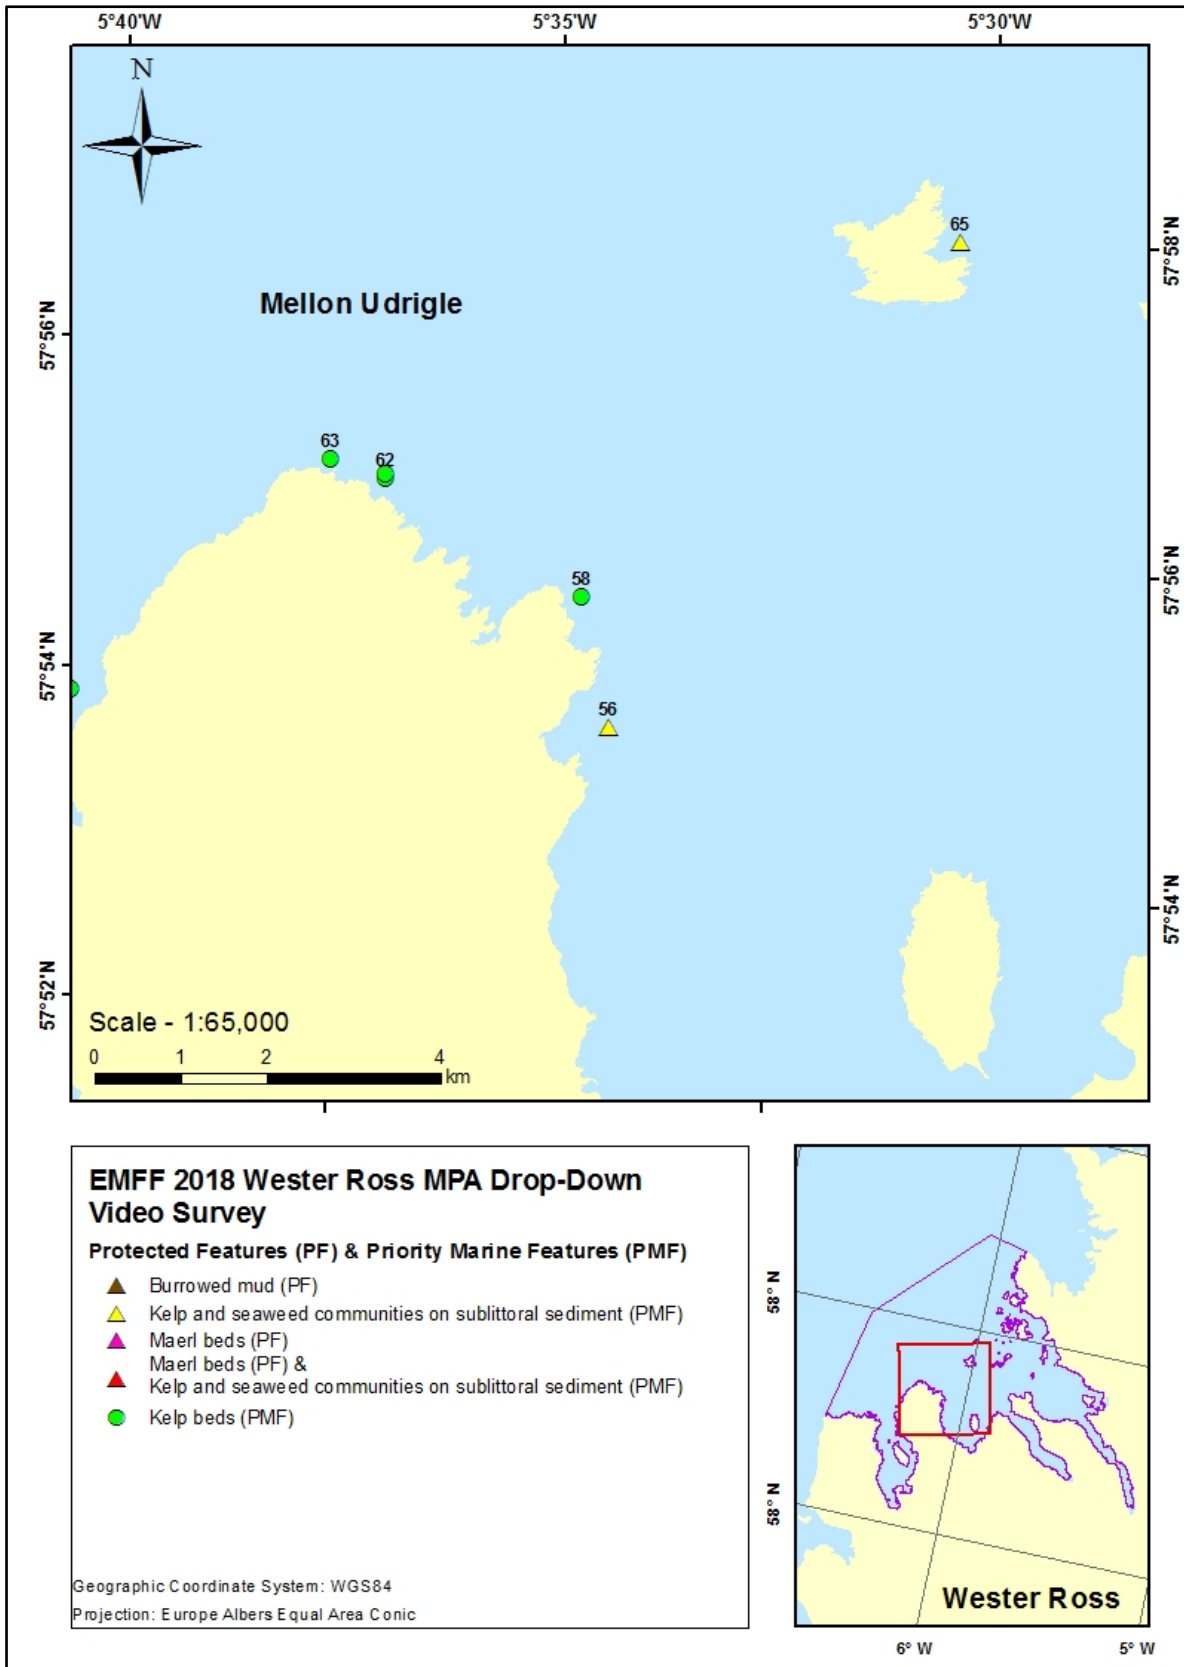 5°40'W 5°35'W 5°30'W
N
65
57°58'N
Mellon Udrigle
57°56'N
63
62
58
57°56'N
57°54'N
56
57°54'N
57°52'N
Scale - 1:65,000
0 1 2 4
km
EMFF 2018 Wester Ross MPA Drop-Down
Video Survey
Protected Features (PF) & Priority Marine Features (PMF)
Burrowed mud (PF)
Kelp and seaweed communities on sublittoral sediment (PMF)
Maerl beds (PF)
Maerl beds (PF) &
Kelp and seaweed communities on sublittoral sediment (PMF)
Kelp beds (PMF)
Geographic Coordinate System: WGS84
Projection: Europe Albers Equal Area Conic
58° N
58° N
Wester Ross
6° W 5° W